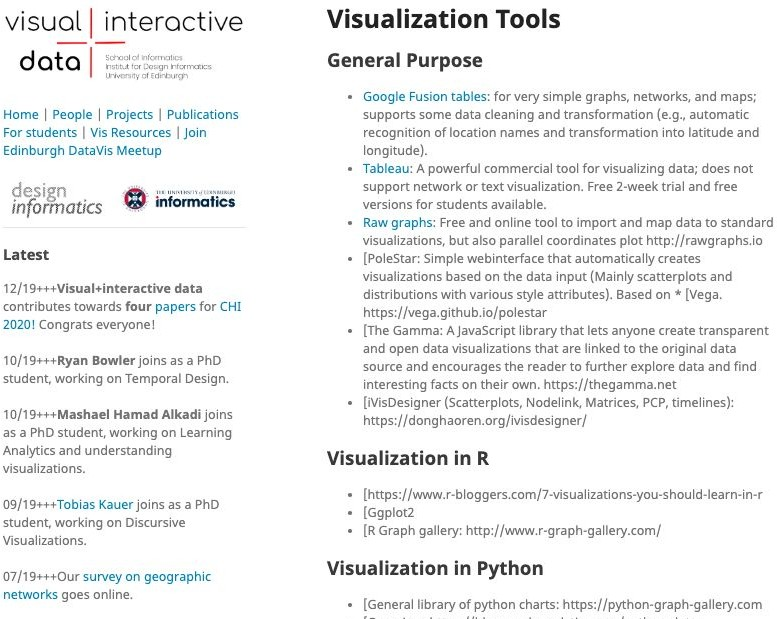 visual interactive
data
School of Informatics
Institut for Design Informatics
University of Edinburgh
Home | People | Projects | Publications
For students | Vis Resources | Join
Edinburgh DataVis Meetup
design
informatics
THE UNIVERSITY of EDINBURGH
informatics
Latest
12/19+++Visual+interactive data
contributes towards four papers for CHI
2020! Congrats everyone!
10/19+++Ryan Bowler joins as a PhD
student, working on Temporal Design.
10/19+++Mashael Hamad Alkadi joins
as a PhD student, working on Learning
Analytics and understanding
visualizations.
09/19+++Tobias Kauer joins as a PhD
student, working on Discursive
Visualizations.
07/19+++Our survey on geographic
networks goes online.
Visualization Tools
General Purpose
• Google Fusion tables: for very simple graphs, networks, and maps;
supports some data cleaning and transformation (e.g., automatic
recognition of location names and transformation into latitude and
longitude).
• Tableau: A powerful commercial tool for visualizing data; does not
support network or text visualization. Free 2-week trial and free
versions for students available.
• Raw graphs: Free and online tool to import and map data to standard
visualizations, but also parallel coordinates plot http://rawgraphs.io
• [PoleStar: Simple webinterface that automatically creates
visualizations based on the data input (Mainly scatterplots and
distributions with various style attributes). Based on * [Vega.
https://vega.github.io/polestar
• [The Gamma: A JavaScript library that lets anyone create transparent
and open data visualizations that are linked to the original data
source and encourages the reader to further explore data and find
interesting facts on their own. https://thegamma.net
• [iVisDesigner (Scatterplots, Nodelink, Matrices, PCP, timelines):
https://donghaoren.org/ivisdesigner/
Visualization in R
• [https://www.r-bloggers.com/7-visualizations-you-should-learn-in-r
• [Ggplot2
• [R Graph gallery: http://www.r-graph-gallery.com/
Visualization in Python
• [General library of python charts: https://python-graph-gallery.com